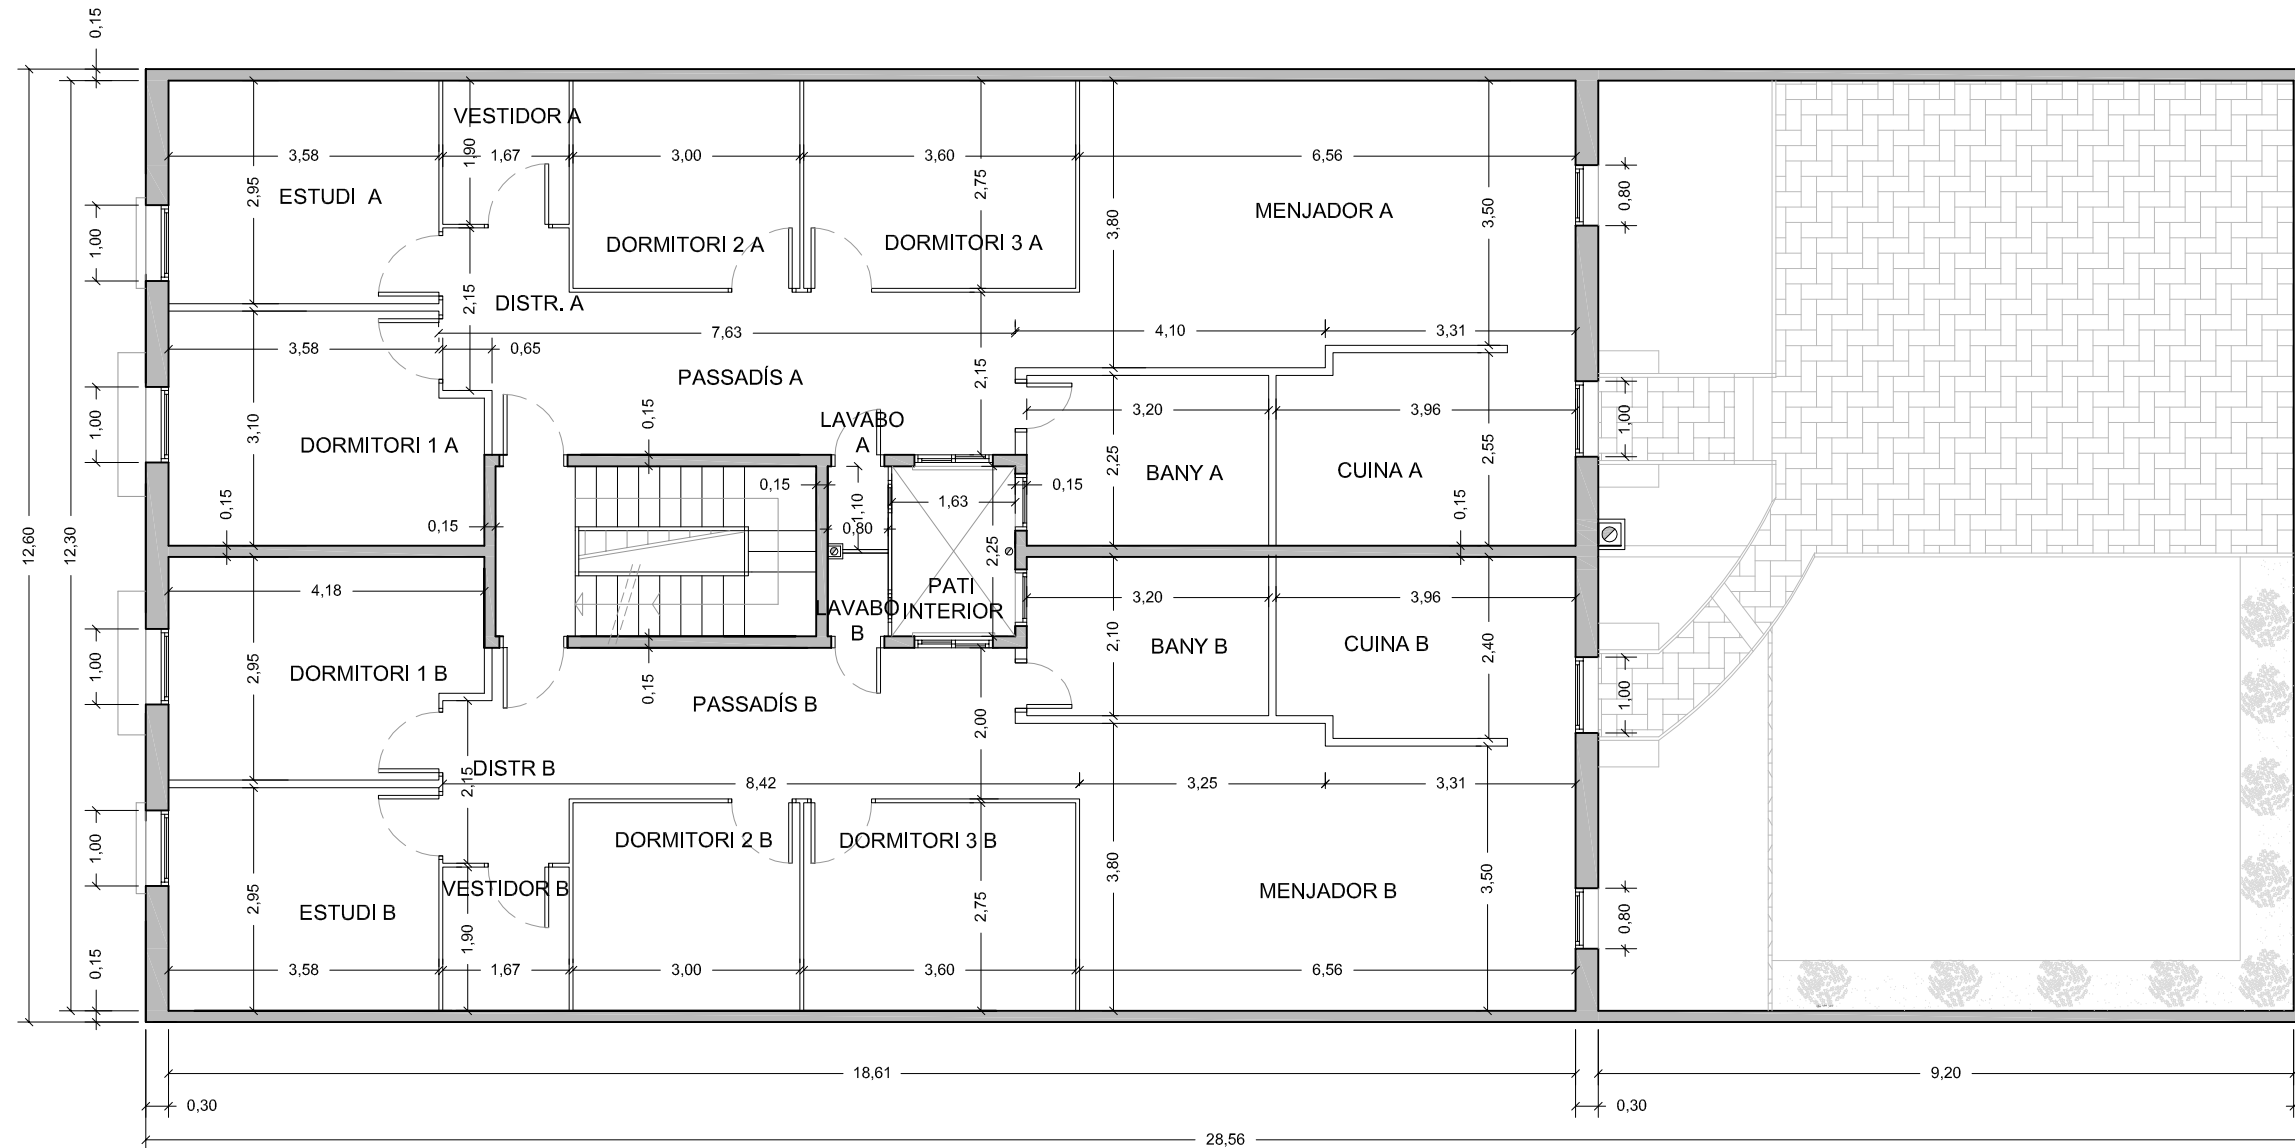 0,15
VESTIDOR A
3,58
1,67
1,90
3,00
3,60
6,56
2,95
2,75
ESTUDI A
0,80
MENJADOR A
3,80
3,50
1,00
DORMITORI 2 A
DORMITORI 3 A
2,15
DISTR. A
7,63
4,10
3,31
3,58
0,65
PASSADÍS A
2,15
3,20
3,96
1,00
1,00
0,15
LAVABO
A
3,10
DORMITORI 1 A
2,25
BANY A
CUINA A
2,55
0,15
0,15
0,15
1,10
1,63
0,15
0,15
0,80
12,60
12,30
2,25
4,18
PATI
INTERIOR
LAVABO
B
3,20
3,96
2,10
BANY B
CUINA B
2,40
1,00
2,95
DORMITORI 1 B
0,15
PASSADÍS B
2,00
1,00
DISTR B
2,15
8,42
3,25
3,31
1,00
DORMITORI 2 B
DORMITORI 3 B
3,80
3,50
VESTIDOR B
MENJADOR B
2,95
ESTUDI B
2,75
0,80
1,90
0,15
3,58
1,67
3,00
3,60
6,56
18,61
9,20
0,30
0,30
28,56